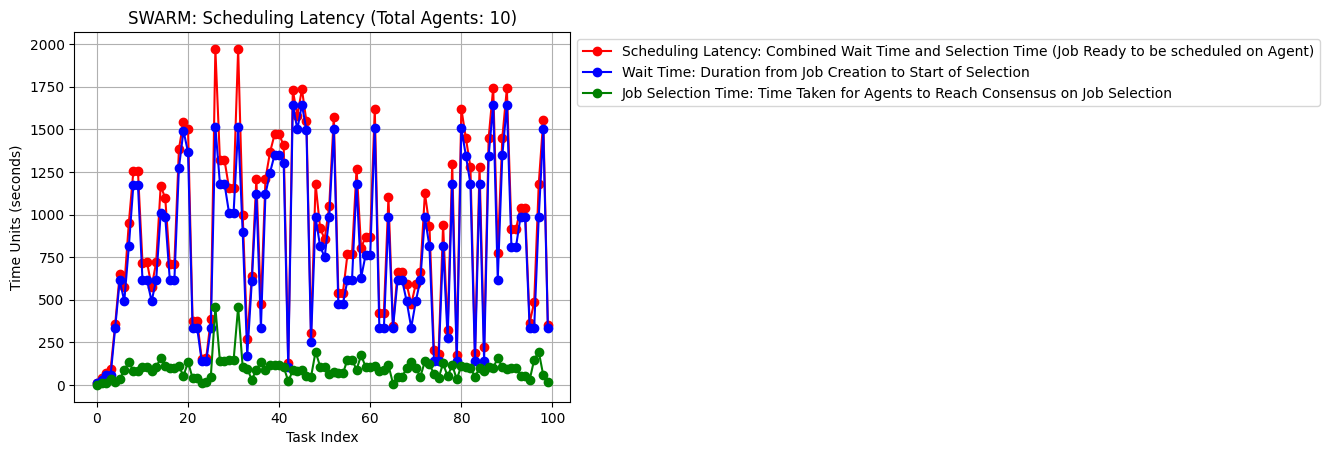 SWARM: Scheduling Latency (Total Agents: 10)
Scheduling Latency: Combined Wait Time and Selection Time (Job Ready to be scheduled on Agent)
Wait Time: Duration from Job Creation to Start of Selection
Job Selection Time: Time Taken for Agents to Reach Consensus on Job Selection
Time Units (seconds)
2000
1750
1500
1250
1000
750
500
250
0
0 20 40 60 80 100
Task Index